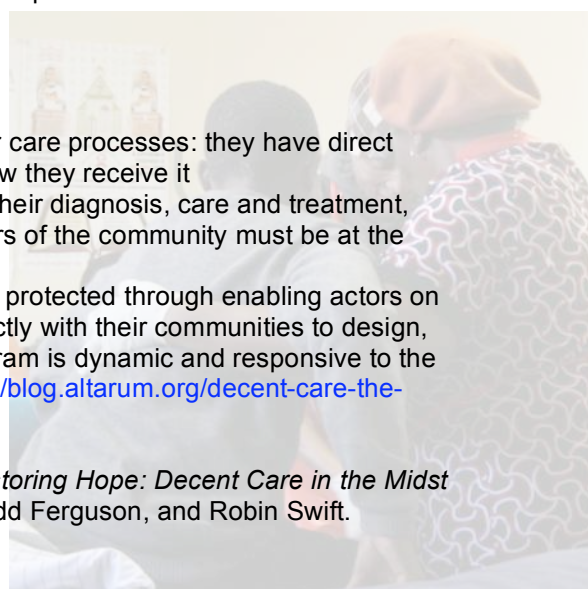 r care processes: they have direct
w they receive it
heir diagnosis, care and treatment,
rs of the community must be at the
protected through enabling actors on
ctly with their communities to design,
ram is dynamic and responsive to the
/blog.altarum.org/decent-care-the-
toring Hope: Decent Care in the Midst
dd Ferguson, and Robin Swift.